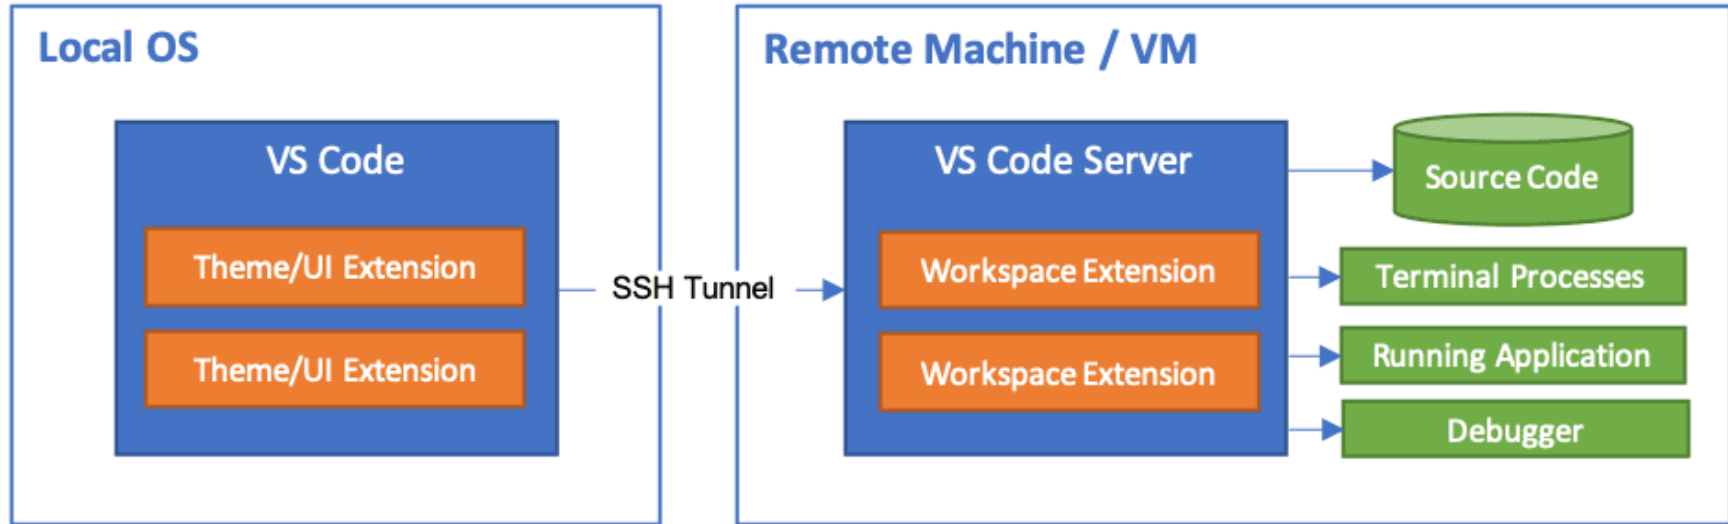 Local OS
VS Code
Theme/UI Extension
Theme/UI Extension
SSH Tunnel
Remote Machine / VM
VS Code Server
Workspace Extension
Workspace Extension
Source Code
Terminal Processes
Running Application
Debugger